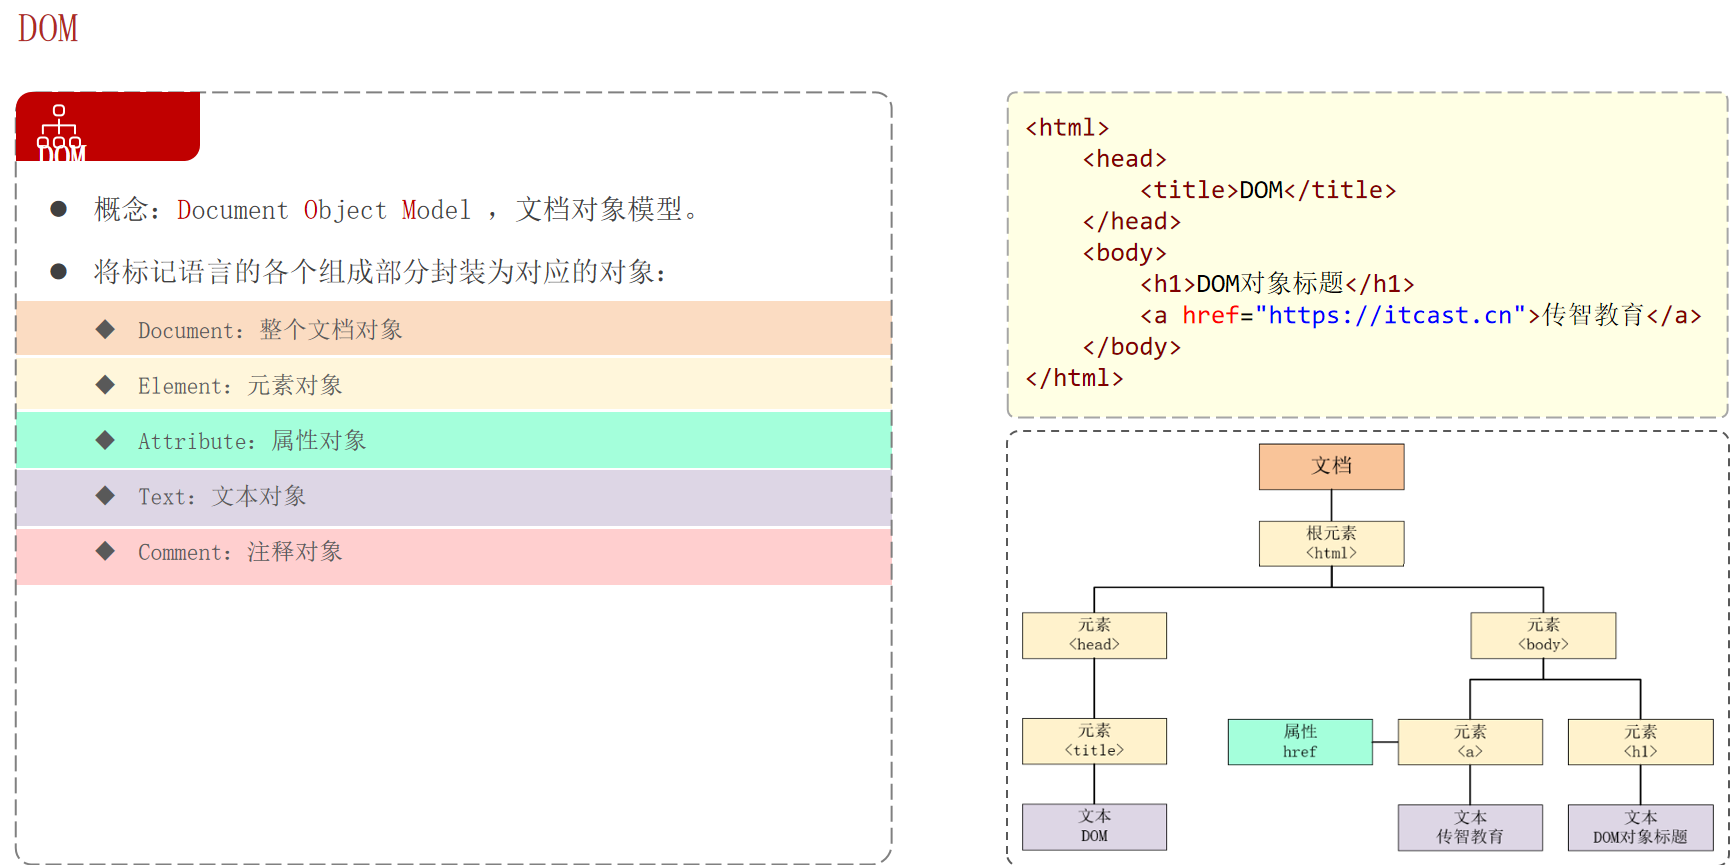 DOM
DOM
概念：Document Object Model ，文档对象模型。
将标记语言的各个组成部分封装为对应的对象：
Document：整个文档对象
Element：元素对象
Attribute：属性对象
Text：文本对象
Comment：注释对象
<html>
<head>
<title>DOM</title>
</head>
<body>
<h1>DOM对象标题</h1>
<a href="https://itcast.cn">传智教育</a>
</body>
</html>
文档
根元素
<html>
元素
<head>
元素
<body>
元素
<title>
属性
href
元素
<a>
元素
<h1>
文本
DOM
文本
传智教育
文本
DOM对象标题